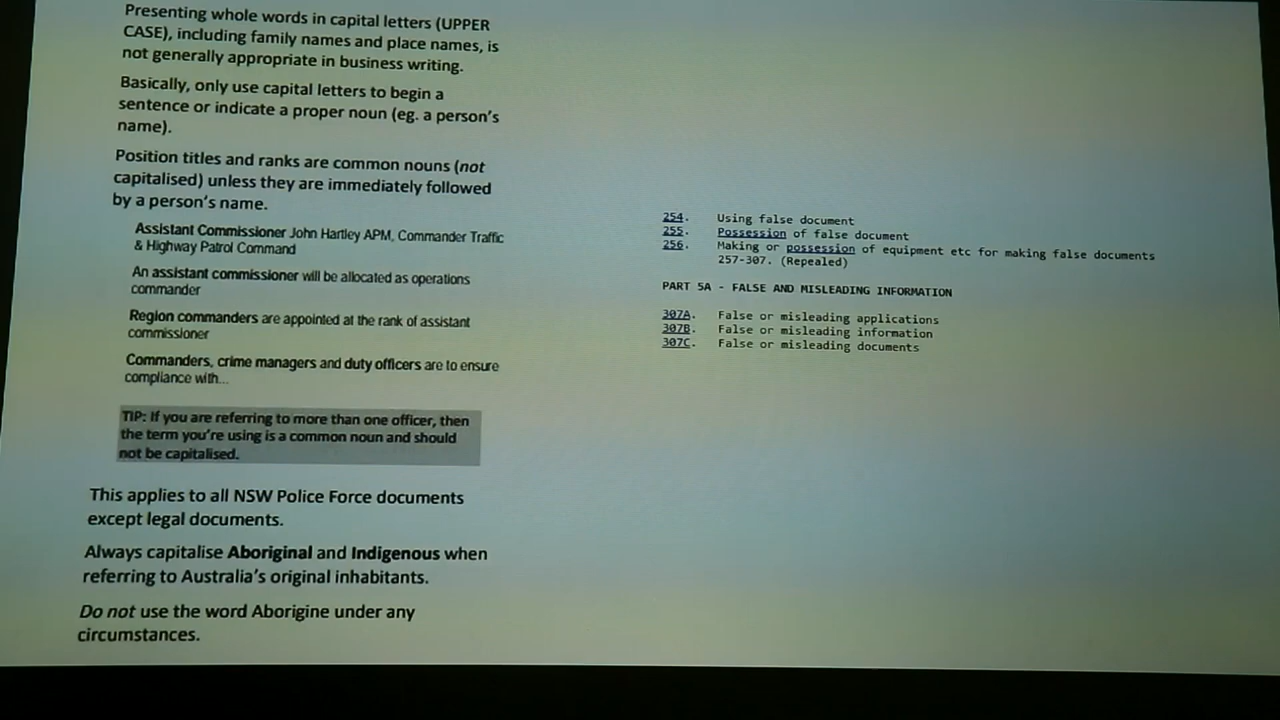 Presenting whole words in capital letters (UPPER
CASE), including family names and place names, is
not generally appropriate in business writing.
Basically, only use capital letters to begin a
sentence or indicate a proper noun (eg. a person's
name).
Position titles and ranks are common nouns (not
capitalised) unless they are immediately followed
by a person's name.
Assistant Commissioner John Hartley APM, Commander Traffic
& Highway Patrol Command
An assistant commissioner will be allocated as operations
commander
Region commanders are appointed at the rank of assistant
commissioner
Commanders, crime managers and duty officers are to ensure
compliance with...
TIP: If you are referring to more than one officer, then
the term you're using is a common noun and should
not be capitalised.
This applies to all NSW Police Force documents
except legal documents.
Always capitalise Aboriginal and Indigenous when
referring to Australia's original inhabitants.
Do not use the word Aborigine under any
circumstances.
254. Using false document
255. Possession of false document
256. Making or possession of equipment etc for making false documents
257-307. (Repealed)
PART 5A - FALSE AND MISLEADING INFORMATION
307A. False or misleading applications
307B. False or misleading information
307C. False or misleading documents